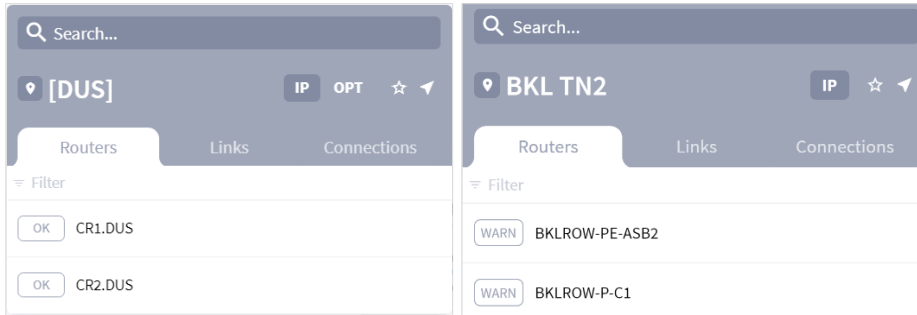 Search...
[DUS]
IP OPT
Routers Links Connections
Filter
OK CR1.DUS
OK CR2.DUS
Search...
BKL TN2
IP
Routers Links Connections
Filter
WARN BKLROW-PE-ASB2
WARN BKLROW-P-C1